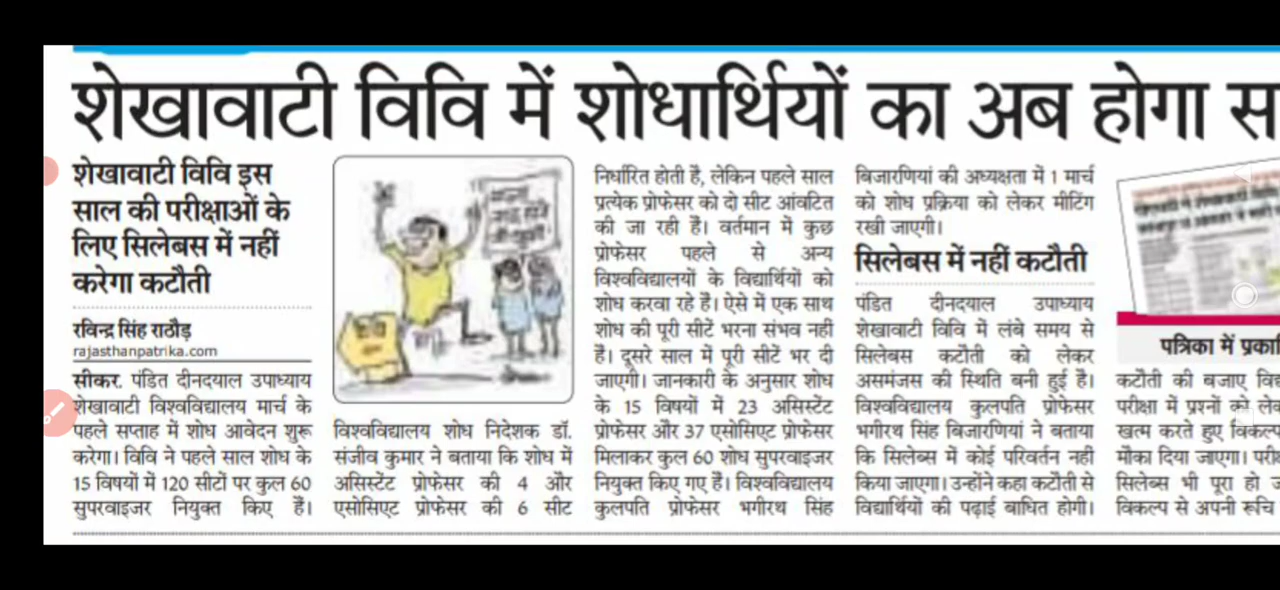 शेखावाटी विवि में शोधार्थियों का अब होगा
शेखावाटी विवि इस
साल की परीक्षाओं के
लिए सिलेबस में नहीं
करेगा कटौती
रविन्द्र सिंह राठौड़
rajasthanpatrika.com
सीकर. पंडित दीनदयाल उपाध्याय
शेखावाटी विश्वविद्यालय मार्च के
पहले सप्ताह में शोध आवेदन शुरू
करेगा। विवि ने पहले साल शोध के
15 विषयों में 120 सीटों पर कुल 60
सुपरवाइजर नियुक्त किए हैं।
विश्वविद्यालय शोध निदेशक डॉ.
संजीव कुमार ने बताया कि शोध में
असिस्टेंट प्रोफेसर की 4 और
एसोसिएट प्रोफेसर की 6 सीट
निर्धारित होती है, लेकिन पहले साल
प्रत्येक प्रोफेसर को दो सीट आंवटित
की जा रही हैं। वर्तमान में कुछ
प्रोफेसर पहले से अन्य
विश्वविद्यालयों के विद्यार्थियों को
शोध करवा रहे हैं। ऐसे में एक साथ
शोध की पूरी सीटें भरना संभव नहीं
हैं। दूसरे साल में पूरी सीटें भर दी
जाएगी। जानकारी के अनुसार शोध
के 15 विषयों में 23 असिस्टेंट
प्रोफेसर और 37 एसोसिएट प्रोफेसर
मिलाकर कुल 60 शोध सुपरवाइजर
नियुक्त किए गए हैं। विश्वविद्यालय
कुलपति प्रोफेसर भगीरथ सिंह
बिजारणियां की अध्यक्षता में 1 मार्च
को शोध प्रक्रिया को लेकर मीटिंग
रखी जाएगी।
सिलेबस में नहीं कटौती
पंडित दीनदयाल उपाध्याय
शेखावाटी विवि में लंबे समय से
सिलेबस कटौती को लेकर
असमंजस की स्थिति बनी हुई है।
विश्वविद्यालय कुलपति प्रोफेसर
भगीरथ सिंह बिजारणियां ने बताया
कि सिलेब्स में कोई परिवर्तन नहीं
किया जाएगा। उन्होंने कहा कटौती से
विद्यार्थियों की पढ़ाई बाधित होगी।
पत्रिका में
कटौती की बजाए
परीक्षा में प्रश्नों को
खत्म करते हुए विकल्प
मौका दिया जाएगा।
सिलेब्स भी पूरा हो
विकल्प से अपनी रूचि